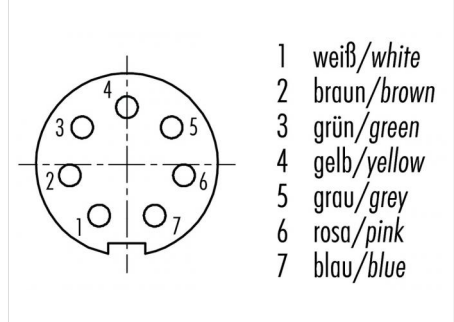 4
3 5
2 6
1 7
1 weiß/white
2 braun/brown
3 grün/green
4 gelb/yellow
5 grau/grey
6 rosa/pink
7 blau/blue